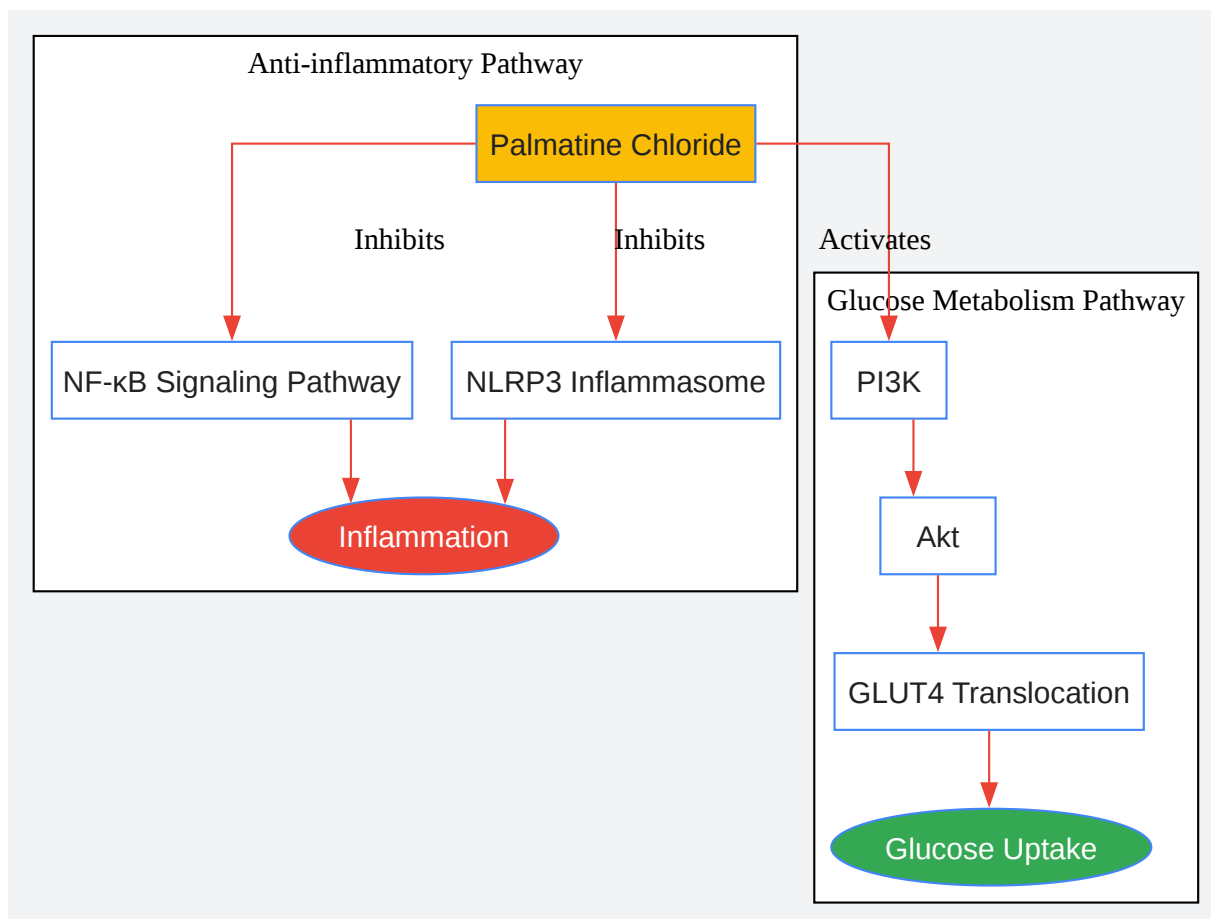 Anti-inflammatory Pathway
Palmatine Chloride
Inhibits
Inhibits
Activates
Glucose Metabolism Pathway
NF-κB Signaling Pathway
NLRP3 Inflammasome
PI3K
Akt
Inflammation
GLUT4 Translocation
Glucose Uptake